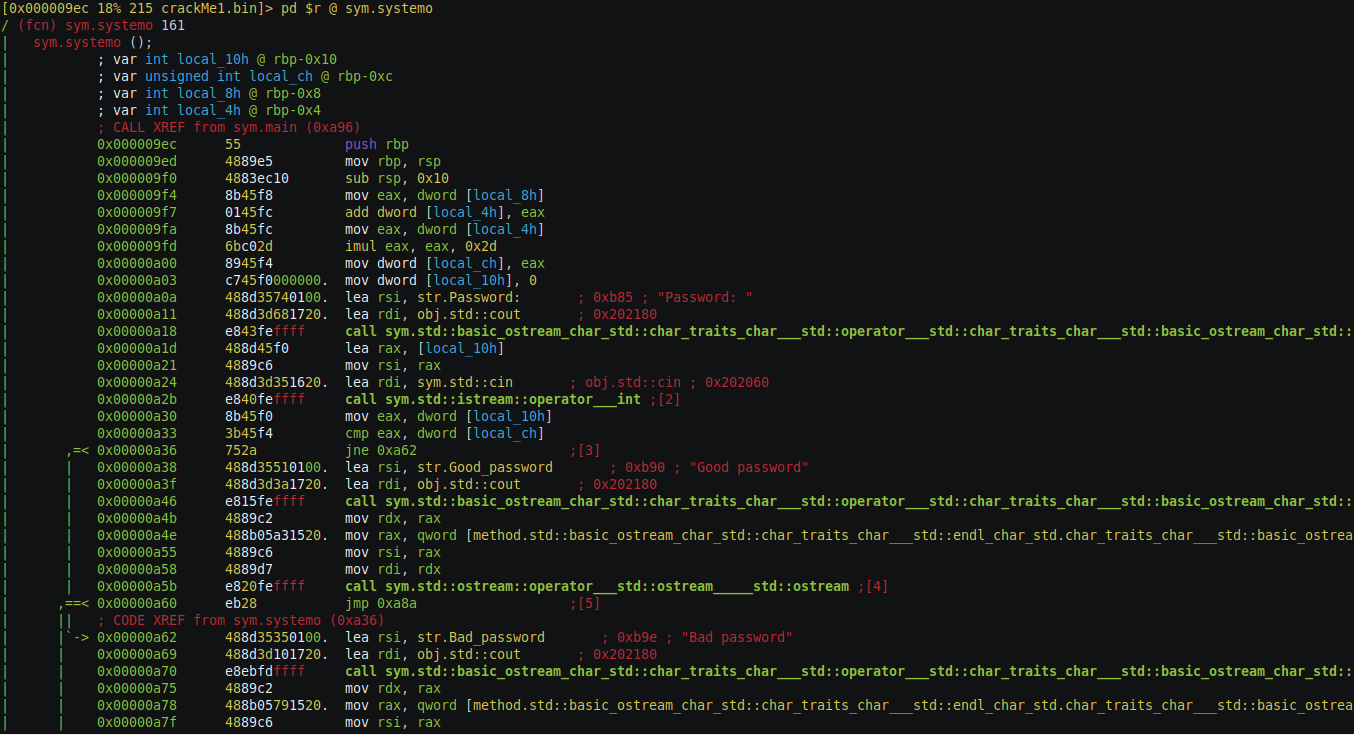 [0x000009ec 18% 215 crackMe1.bin]> pd $r @ sym.systemo
/ (fcn) sym.systemo 161
|   sym.systemo ();
|           ; var int local_10h @ rbp-0x10
|           ; var unsigned int local_ch @ rbp-0xc
|           ; var int local_8h @ rbp-0x8
|           ; var int local_4h @ rbp-0x4
|           ; CALL XREF from sym.main (0xa96)
|           0x000009ec      55             push rbp
|           0x000009ed      4889e5         mov rbp, rsp
|           0x000009f0      4883ec10       sub rsp, 0x10
|           0x000009f4      8b45f8         mov eax, dword [local_8h]
|           0x000009f7      0145fc         add dword [local_4h], eax
|           0x000009fa      8b45fc         mov eax, dword [local_4h]
|           0x000009fd      6bc02d         imul eax, eax, 0x2d
|           0x00000a00      8945f4         mov dword [local_ch], eax
|           0x00000a03      c745f0000000.  mov dword [local_10h], 0
|           0x00000a0a      488d35740100.  lea rsi, str.Password:       ; 0xb85 ; "Password: "
|           0x00000a11      488d3d681720.  lea rdi, obj.std::cout       ; 0x202180
|           0x00000a18      e843feffff     call sym.std::basic_ostream_char_std::char_traits_char___std::operator___std::char_traits_char___std::basic_ostream_char_std::
|           0x00000a1d      488d45f0       lea rax, [local_10h]
|           0x00000a21      4889c6         mov rsi, rax
|           0x00000a24      488d3d351620.  lea rdi, sym.std::cin       ; obj.std::cin ; 0x202060
|           0x00000a2b      e840feffff     call sym.std::istream::operator___int ;[2]
|           0x00000a30      8b45f0         mov eax, dword [local_10h]
|           0x00000a33      3b45f4         cmp eax, dword [local_ch]
|       ,=< 0x00000a36      752a           jne 0xa62                   ;[3]
|       |   0x00000a38      488d35510100.  lea rsi, str.Good_password       ; 0xb90 ; "Good password"
|       |   0x00000a3f      488d3d3a1720.  lea rdi, obj.std::cout       ; 0x202180
|       |   0x00000a46      e815feffff     call sym.std::basic_ostream_char_std::char_traits_char___std::operator___std::char_traits_char___std::basic_ostream_char_std::
|       |   0x00000a4b      4889c2         mov rdx, rax
|       |   0x00000a4e      488b05a31520.  mov rax, qword [method.std::basic_ostream_char_std::char_traits_char___std::endl_char_std.char_traits_char___std::basic_ostrea
|       |   0x00000a55      4889c6         mov rsi, rax
|       |   0x00000a58      4889d7         mov rdi, rdx
|       |   0x00000a5b      e820feffff     call sym.std::ostream::operator___std::ostream_____std::ostream ;[4]
|      ,==< 0x00000a60      eb28           jmp 0xa8a                   ;[5]
|      ||   ; CODE XREF from sym.systemo (0xa36)
|      |`-> 0x00000a62      488d35350100.  lea rsi, str.Bad_password       ; 0xb9e ; "Bad password"
|      |    0x00000a69      488d3d101720.  lea rdi, obj.std::cout       ; 0x202180
|      |    0x00000a70      e8ebfdffff     call sym.std::basic_ostream_char_std::char_traits_char___std::operator___std::char_traits_char___std::basic_ostream_char_std::
|      |    0x00000a75      4889c2         mov rdx, rax
|      |    0x00000a78      488b05791520.  mov rax, qword [method.std::basic_ostream_char_std::char_traits_char___std::endl_char_std.char_traits_char___std::basic_ostrea
|      |    0x00000a7f      4889c6         mov rsi, rax